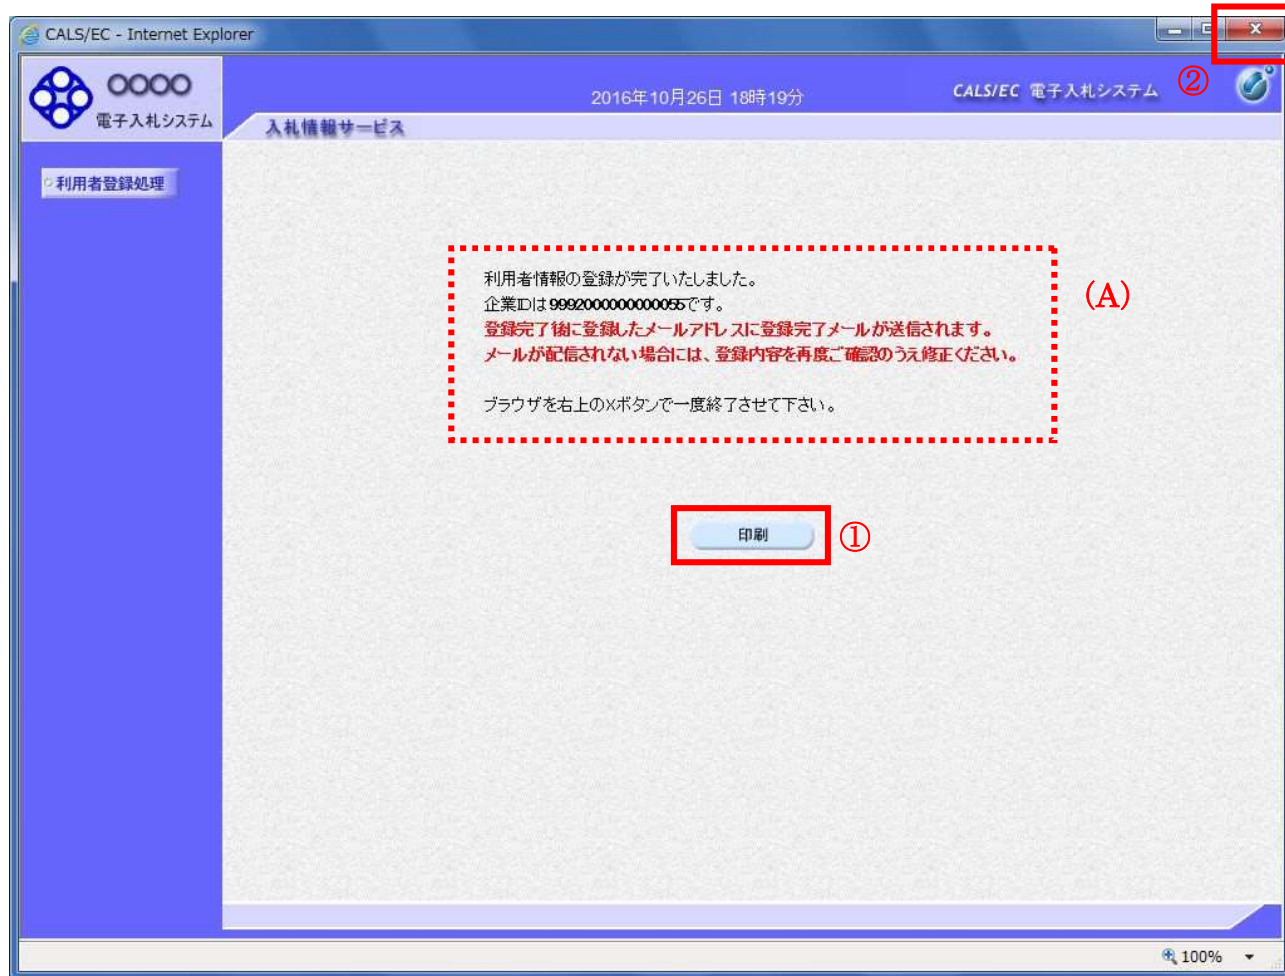 CALS/EC - Internet Explorer
②
〇〇〇〇
電子入札システム
2016年10月26日 18時19分
CALS/EC 電子入札システム
入札情報サービス
利用者登録処理
利用者情報の登録が完了いたしました。
企業IDは9992000000000055です。
登録完了後に登録したメールアドレスに登録完了メールが送信されます。
メールが配信されない場合には、登録内容を再度ご確認のうえ修正ください。
ブラウザを右上の×ボタンで一度終了させて下さい。
(A)
印刷
①
100%